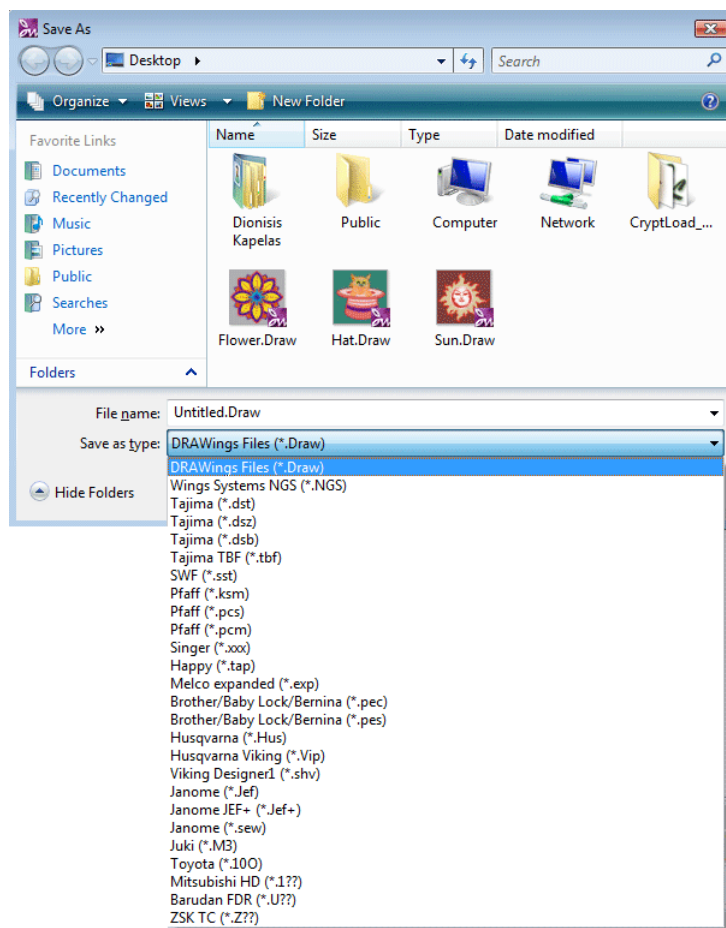 Save As
Desktop
Search
Organize Views New Folder
Favorite Links
Documents
Recently Changed
Music
Pictures
Public
Searches
More »
Folders
Name Size Type Date modified
Dionisis Kapelas
Public
Computer
Network
CryptLoad_...
Flower.Draw
Hat.Draw
Sun.Draw
File name: Untitled.Draw
Save as type: DRAWings Files (*.Draw)
Hide Folders
DRAWings Files (*.Draw)
Wings Systems NGS (*.NGS)
Tajima (*.dst)
Tajima (*.dsz)
Tajima (*.dsb)
Tajima TBF (*.tbf)
SWF (*.sst)
Pfaff (*.ksm)
Pfaff (*.pcs)
Pfaff (*.pcm)
Singer (*.xxx)
Happy (*.tap)
Melco expanded (*.exp)
Brother/Baby Lock/Bernina (*.pec)
Brother/Baby Lock/Bernina (*.pes)
Husqvarna (*.Hus)
Husqvarna Viking (*.Vip)
Viking Designer1 (*.shv)
Janome (*.Jef)
Janome JEF+ (*.Jef+)
Janome (*.sew)
Juki (*.M3)
Toyota (*.10O)
Mitsubishi HD (*.1??)
Barudan FDR (*.U??)
ZSK TC (*.Z??)